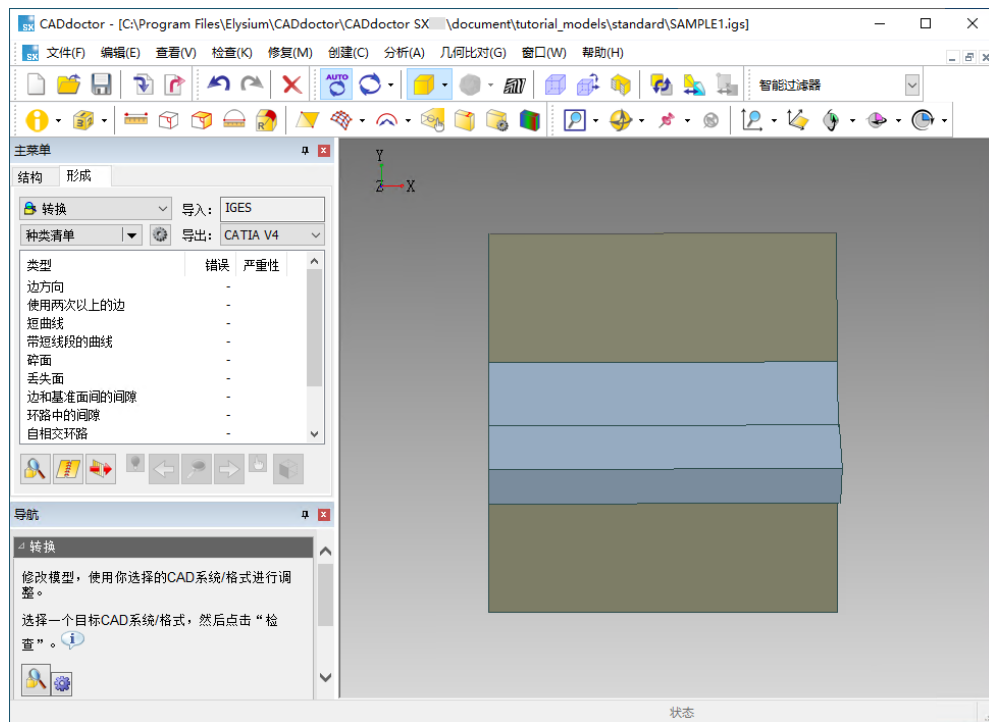 CADdoctor - [C:\Program Files\Elysium\CADdoctor\CADdoctor SX \document\tutorial_models\standard\SAMPLE1.igs]
文件(F) 编辑(E) 查看(V) 检查(K) 修复(M) 创建(C) 分析(A) 几何比对(G) 窗口(W) 帮助(H)
AUTO 智能过滤器
主菜单
结构 形成
转换 导入: IGES
种类清单 导出: CATIA V4
类型 错误 严重性
边方向 -
使用两次以上的边 -
短曲线 -
带短线段的曲线 -
碎面 -
丢失面 -
边和基准面间的间隙 -
环路中的间隙 -
自相交环路 -
导航
转换
修改模型，使用你选择的CAD系统/格式进行调
整。
选择一个目标CAD系统/格式，然后点击“检
查”。
Y
Z X
状态